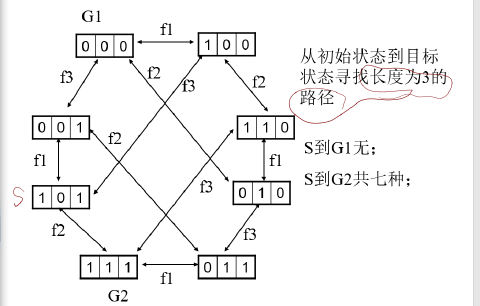 G1
f1
0 0 0
1 0 0
f3
f2
f3
f2
从初始状态到目标
状态寻找长度为3的
路径
0 0 1
f2
1 1 0
f1
f1
S到G1无;
S
1 0 1
f3
0 1 0
S到G2共七种;
f2
f3
1 1 1
f1
0 1 1
G2